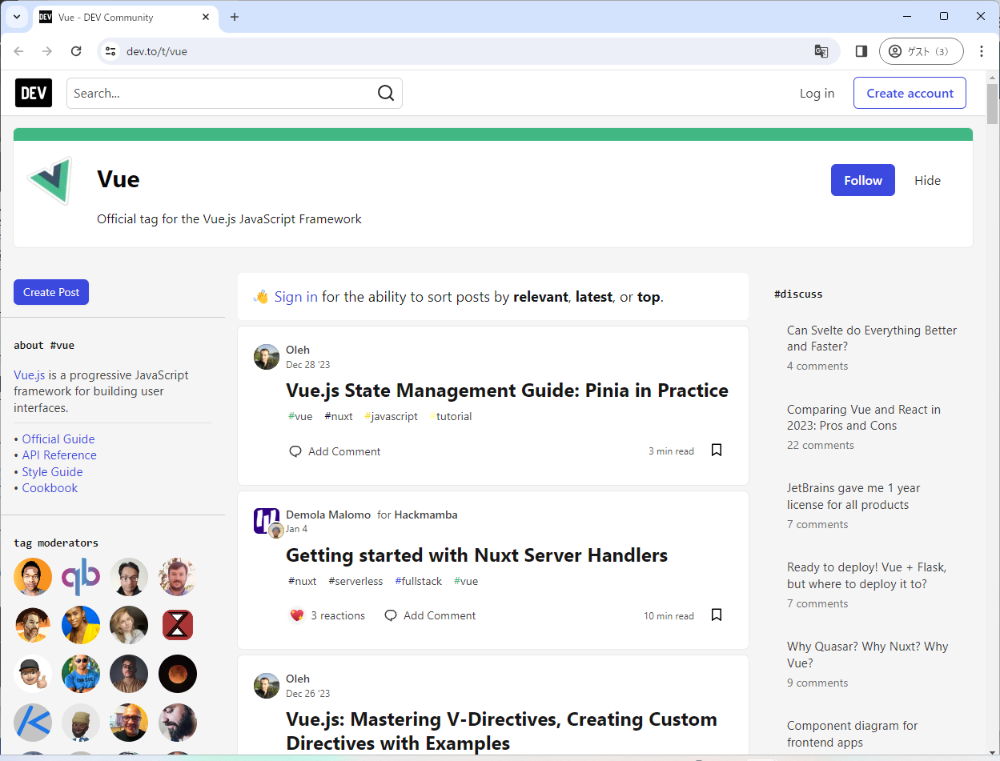 DEV Vue - DEV Community
dev.to/t/vue
ゲスト (3)
DEV
Search...
Log in
Create account
Vue
Follow
Hide
Official tag for the Vue.js JavaScript Framework
Create Post
about #vue
Vue.js is a progressive JavaScript
framework for building user
interfaces.
• Official Guide
• API Reference
• Style Guide
• Cookbook
tag moderators
👋 Sign in for the ability to sort posts by relevant, latest, or top.
Oleh
Dec 28 '23
Vue.js State Management Guide: Pinia in Practice
#vue #nuxt #javascript #tutorial
Add Comment
3 min read
Demola Malomo for Hackmamba
Jan 4
Getting started with Nuxt Server Handlers
#nuxt #serverless #fullstack #vue
3 reactions
Add Comment
10 min read
Oleh
Dec 26 '23
Vue.js: Mastering V-Directives, Creating Custom
Directives with Examples
#discuss
Can Svelte do Everything Better
and Faster?
4 comments
Comparing Vue and React in
2023: Pros and Cons
22 comments
JetBrains gave me 1 year
license for all products
7 comments
Ready to deploy! Vue + Flask,
but where to deploy it to?
7 comments
Why Quasar? Why Nuxt? Why
Vue?
9 comments
Component diagram for
frontend apps